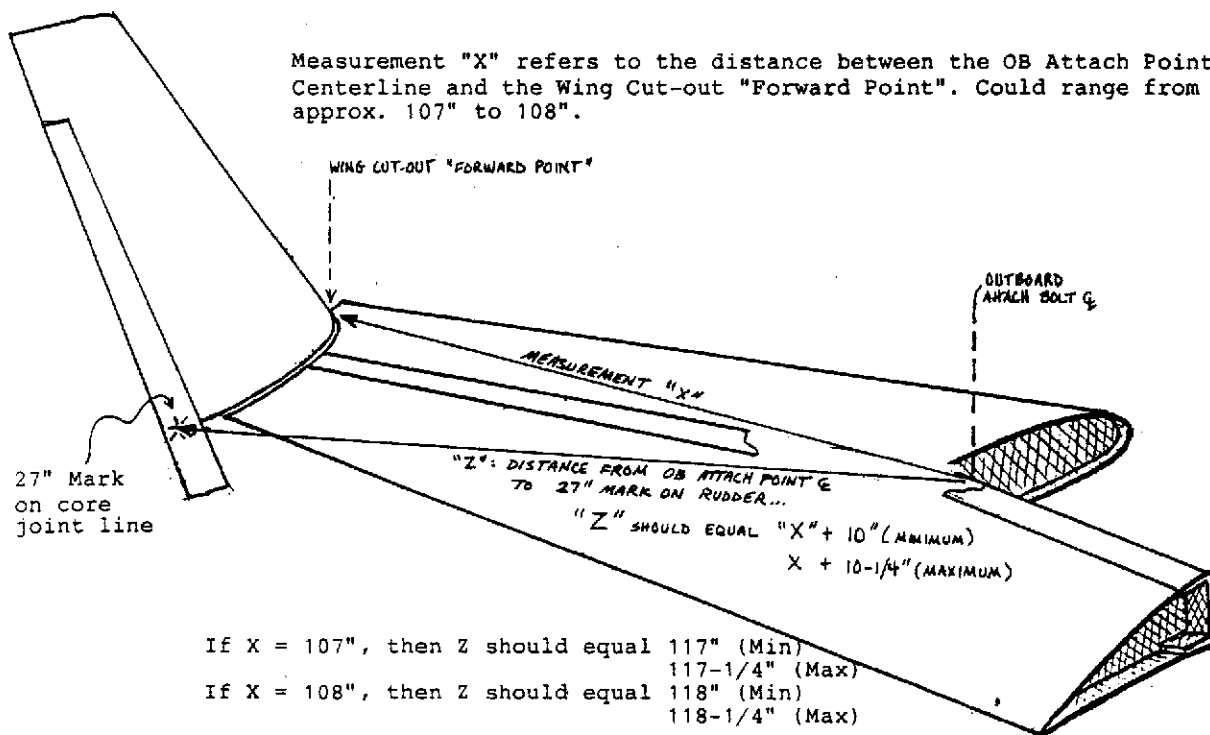 Measurement "X" refers to the distance between the OB Attach Point
Centerline and the Wing Cut-out "Forward Point". Could range from
approx. 107" to 108".
WING CUT-OUT "FORWARD POINT"
OUTBOARD
ATTACH BOLT ℄
MEASUREMENT "X"
27" Mark
on core
joint line
"Z": DISTANCE FROM OB ATTACH POINT ℄
TO 27" MARK ON RUDDER...
"Z" SHOULD EQUAL "X" + 10" (MINIMUM)
X + 10-1/4" (MAXIMUM)
If X = 107", then Z should equal 117" (Min)
117-1/4" (Max)
If X = 108", then Z should equal 118" (Min)
118-1/4" (Max)